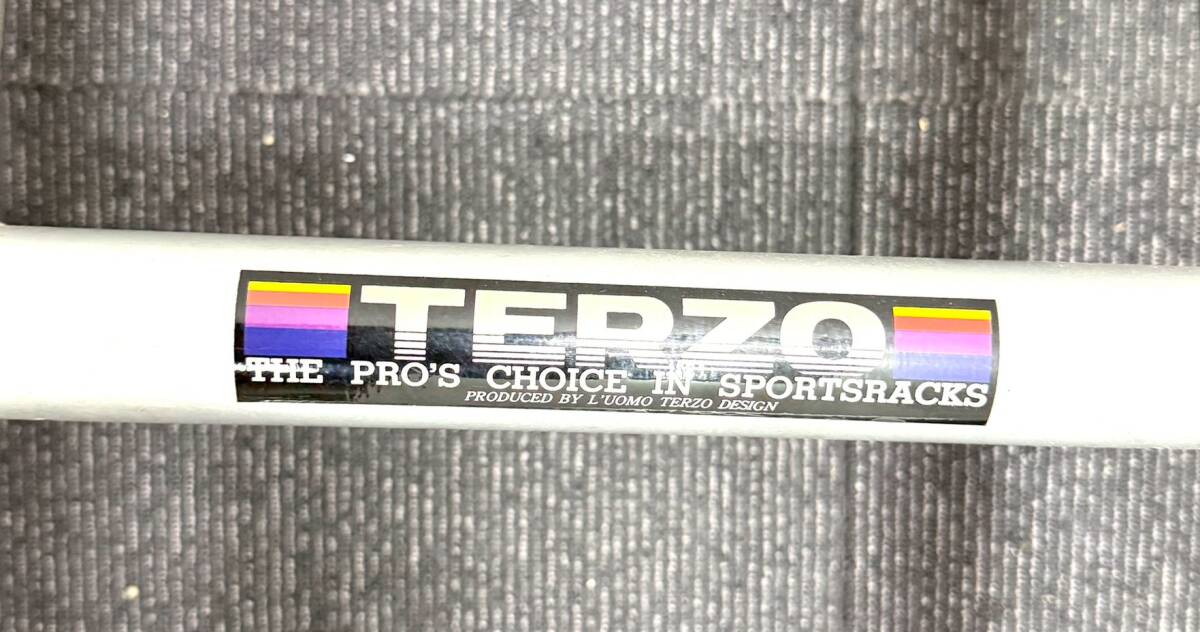 TERZO
THE PRO'S CHOICE IN SPORTSRACKS
PRODUCED BY L'UOMO TERZO DESIGN